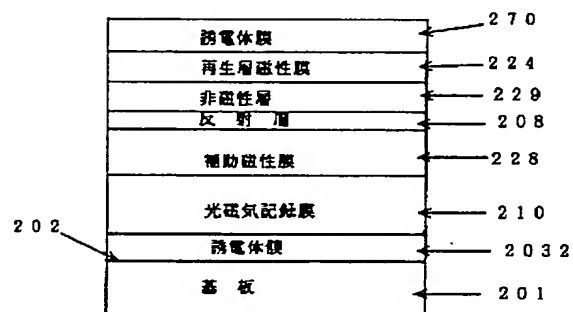 誘電体膜 270
再生層磁性膜 224
非磁性層 229
反射層 208
補助磁性膜 228
光磁気記録膜 210
202
誘電体膜 2032
基板 201